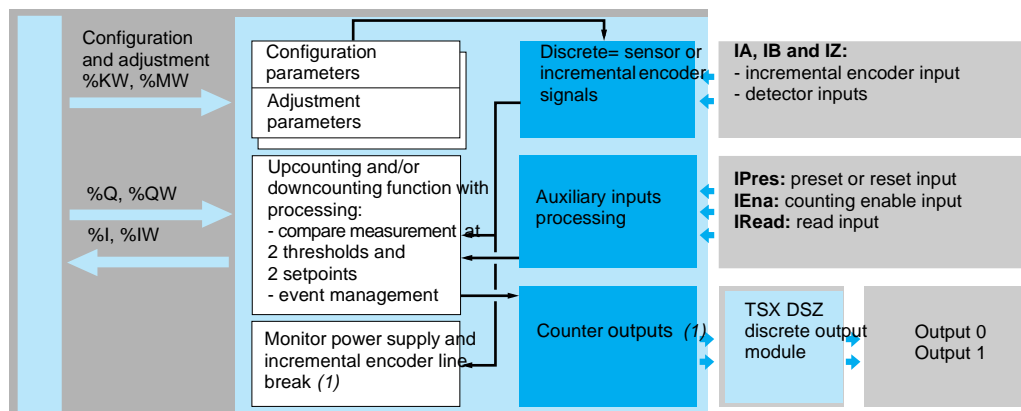 Configuration
and adjustment
%KW, %MW
Configuration
parameters
Adjustment
parameters
Discrete= sensor or
incremental encoder
signals
IA, IB and IZ:
- incremental encoder input
- detector inputs
%Q, %QW
%I, %IW
Upcounting and/or
downcounting function with
processing:
- compare measurement at
2 thresholds and
2 setpoints
- event management
Auxiliary inputs
processing
IPres: preset or reset input
IEna: counting enable input
IRead: read input
Monitor power supply and
incremental encoder line
break (1)
Counter outputs (1)
TSX DSZ
discrete output
module
Output 0
Output 1